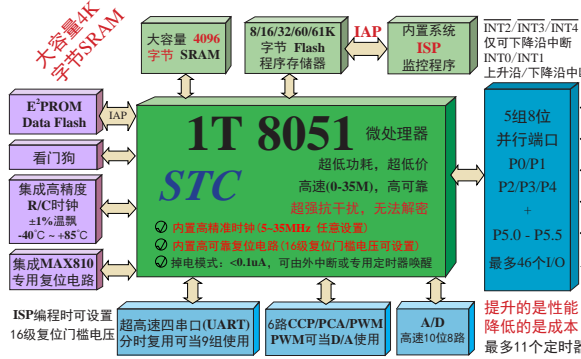 大容量4K
字节SRAM
大容量 4096
字节 SRAM
8/16/32/60/61K
字节 Flash
程序存储器
IAP
内置系统
ISP
监控程序
INT2/INT3/INT4
仅可下降沿中断
INT0/INT1
上升沿/下降沿中
E²PROM
Data Flash
IAP
看门狗
集成高精度
R/C时钟
±1%温飘
-40℃ ~ +85℃
集成MAX810
专用复位电路
1T 8051 微处理器
STC
超低功耗，超低价
高速(0-35M)，高可靠
超强抗干扰，无法解密
内置高精准时钟(5~35MHz 任意设置)
内置高可靠复位电路(16级复位门槛电压可设置)
掉电模式：<0.1uA，可由外中断或专用定时器唤醒
5组8位
并行端口
P0/P1
P2/P3/P4
+
P5.0 - P5.5
最多46个I/O
ISP编程时可设置
16级复位门槛电压
超高速四串口(UART)
分时复用可当9组使用
6路CCP/PCA/PWM
PWM可当D/A使用
A/D
高速10位8路
提升的是性能
降低的是成本
最多11个定时器